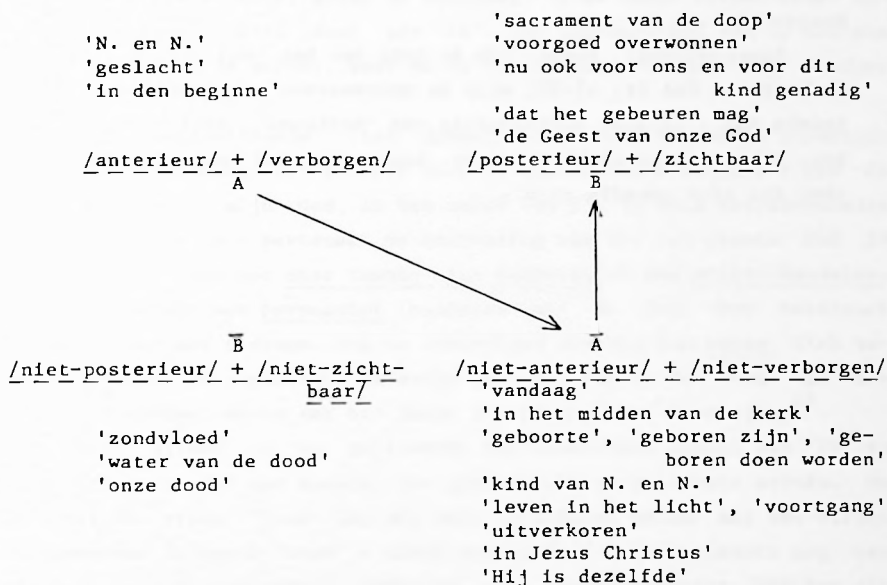 'N. en N.'
'geslacht'
'in den beginne'
/anterieur/ + /verborgen/
A
'sacrament van de doop'
'voorgoed overwonnen'
'nu ook voor ons en voor dit
kind genadig'
'dat het gebeuren mag'
'de Geest van onze God'
/posterieur/ + /zichtbaar/
B
B̅
/niet-posterieur/ + /niet-zicht-
baar/
'zondvloed'
'water van de dood'
'onze dood'
A̅
/niet-anterieur/ + /niet-verborgen/
'vandaag'
'in het midden van de kerk'
'geboorte', 'geboren zijn', 'ge-
boren doen worden'
'kind van N. en N.'
'leven in het licht', 'voortgang'
'uitverkoren'
'in Jezus Christus'
'Hij is dezelfde'